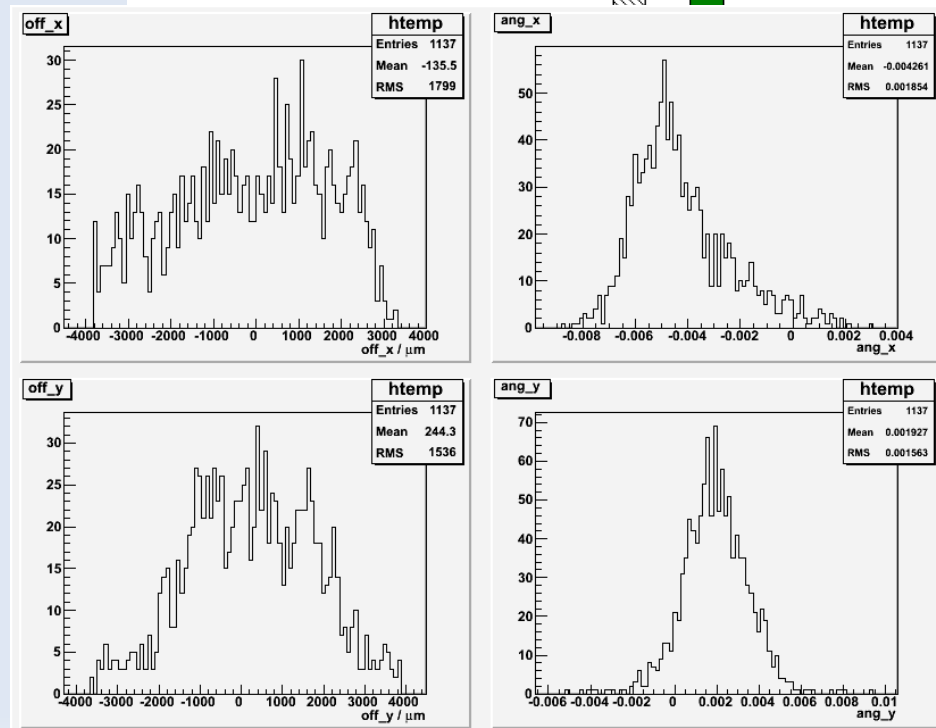 off_x
htemp
Entries 1137
Mean -135.5
RMS 1799
30
25
20
15
10
5
0
-4000 -3000 -2000 -1000 0 1000 2000 3000 4000
off_x / μm
ang_x
htemp
Entries 1137
Mean -0.004261
RMS 0.001854
50
40
30
20
10
0
-0.008 -0.006 -0.004 -0.002 0 0.002 0.004
ang_x
off_y
htemp
Entries 1137
Mean 244.3
RMS 1536
30
25
20
15
10
5
0
-4000 -3000 -2000 -1000 0 1000 2000 3000 4000
off_y / μm
ang_y
htemp
Entries 1137
Mean 0.001927
RMS 0.001563
70
60
50
40
30
20
10
0
-0.006 -0.004 -0.002 0 0.002 0.004 0.006 0.008 0.01
ang_y